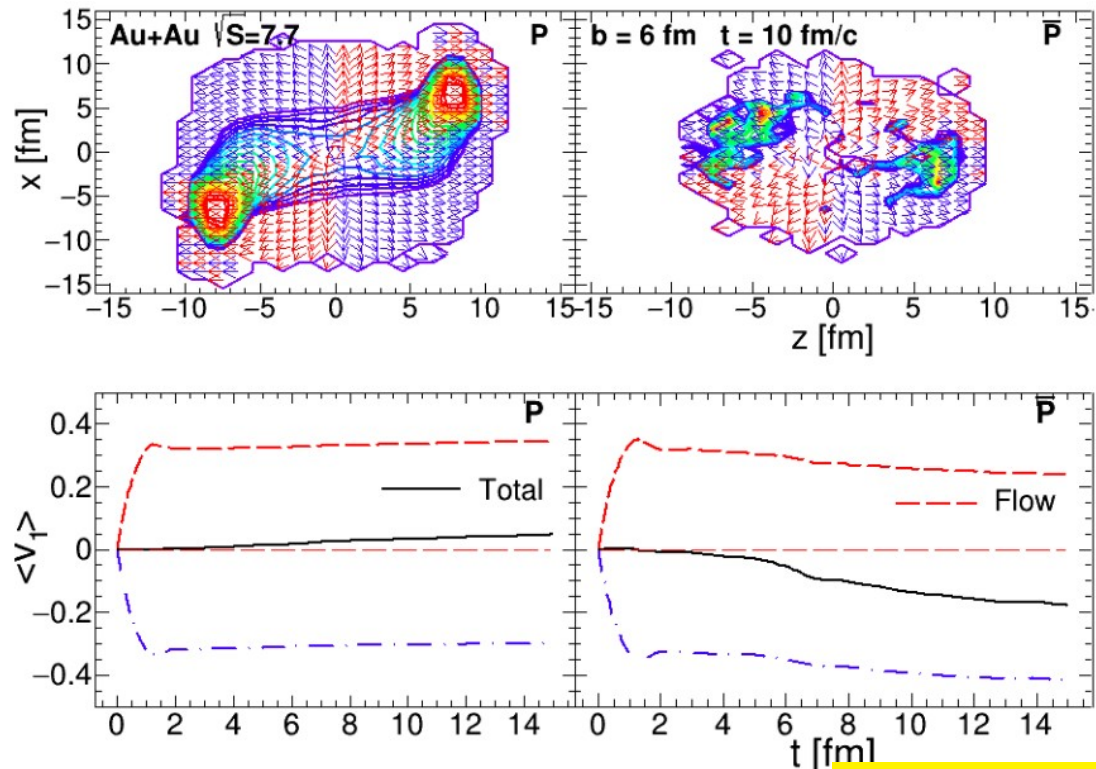 Au+Au √S=7.7 P b = 6 fm t = 10 fm/c P̅
x [fm]
15
10
5
0
−5
−10
−15
−15 −10 −5 0 5 10 15 −10 −5 0 5 10 15
z [fm]
P P̅
<v₁>
0.4
0.2
0
−0.2
−0.4
Total
Flow
0 2 4 6 8 10 12 14 0 2 4 6 8 10 12 14
t [fm]